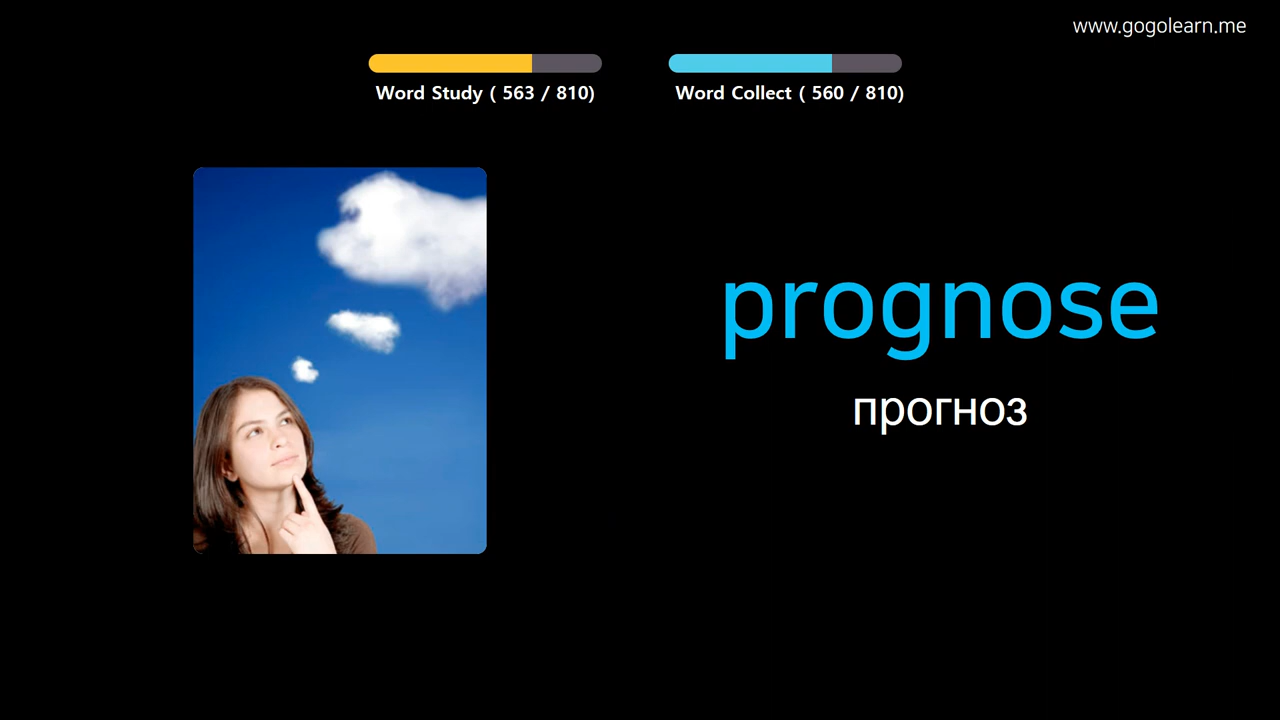 www.gogolearn.me
Word Study ( 563 / 810)
Word Collect ( 560 / 810)
prognose
прогноз